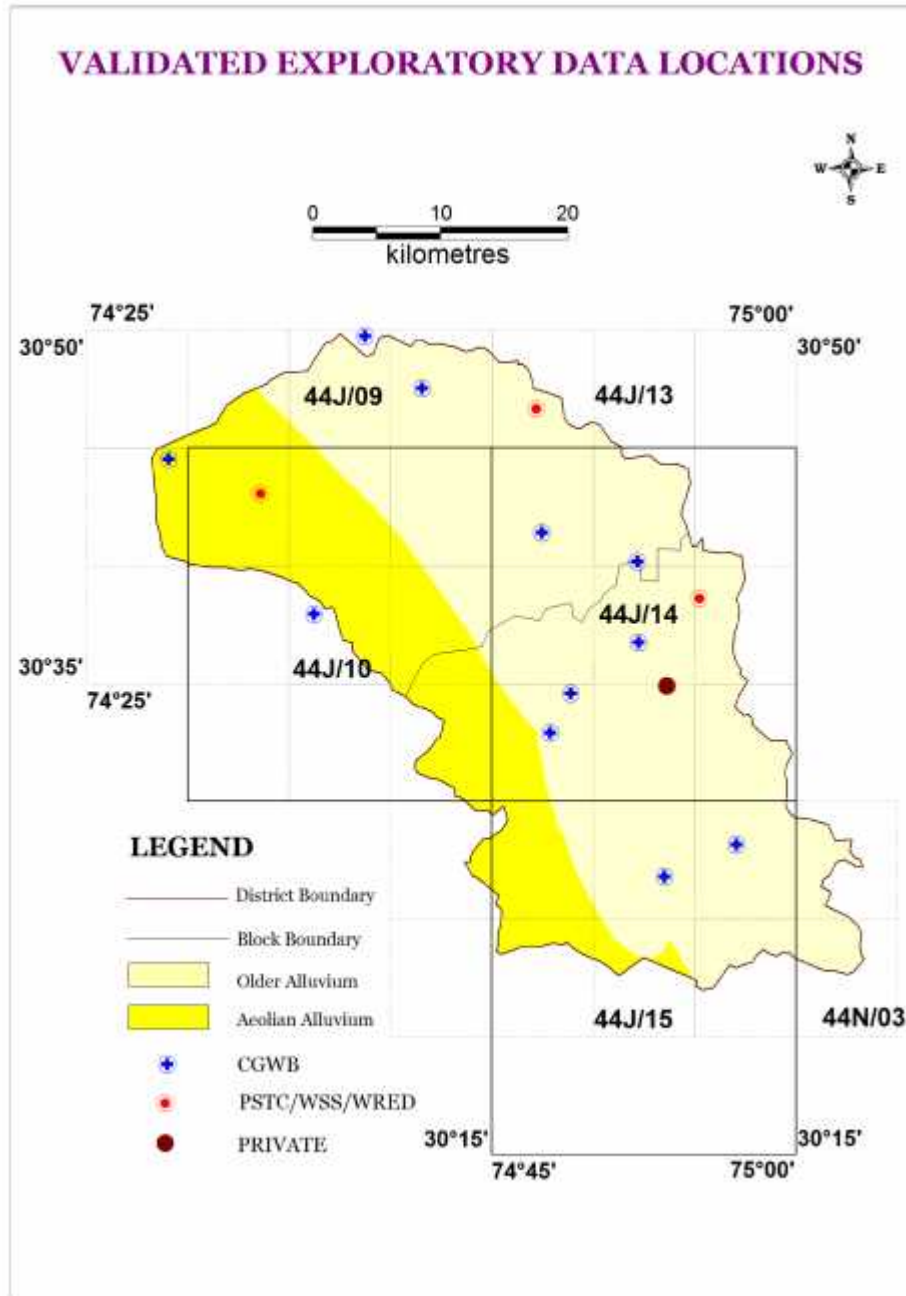 VALIDATED EXPLORATORY DATA LOCATIONS
N
W E
S
0 10 20
kilometres
74°25' 75°00'
30°50' 30°50'
44J/09 44J/13
44J/14
30°35' 44J/10
74°25'
LEGEND
District Boundary
Block Boundary
Older Alluvium
Aeolian Alluvium
44J/15 44N/03
CGWB
PSTC/WSS/WRED
PRIVATE
30°15' 30°15'
74°45' 75°00'